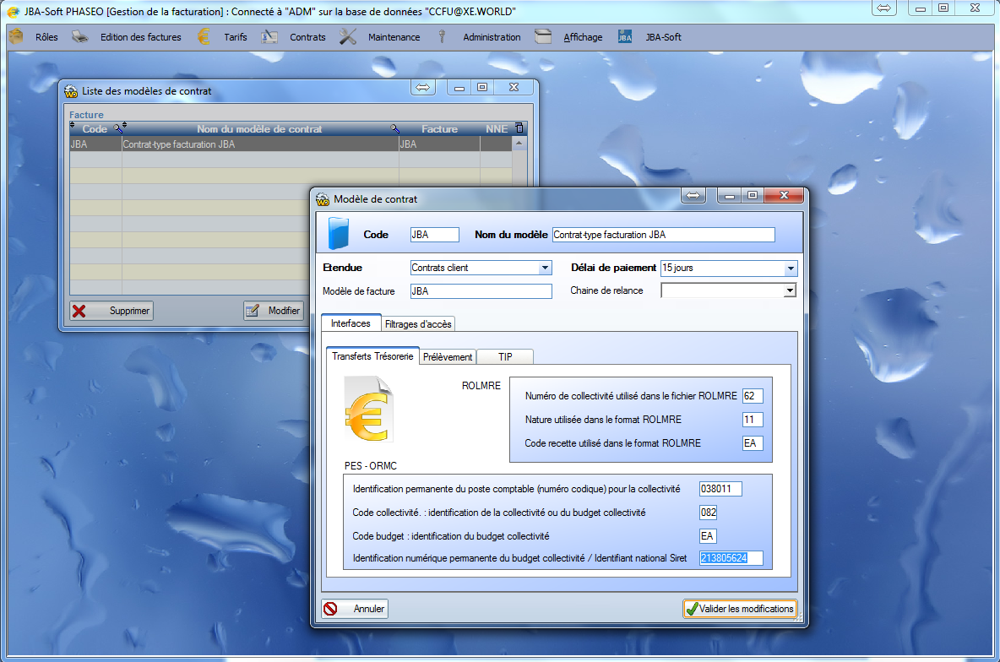 JBA-Soft PHASEO [Gestion de la facturation] : Connecté à "ADM" sur la base de données "CCFU@XE.WORLD"
Rôles Edition des factures Tarifs Contrats Maintenance Administration Affichage JBA JBA-Soft
Liste des modèles de contrat
Facture
Code Nom du modèle de contrat Facture NNE
JBA Contrat-type facturation JBA JBA
Supprimer Modifier
Modèle de contrat
Code JBA Nom du modèle Contrat-type facturation JBA
Etendue Contrats client Délai de paiement 15 jours
Modèle de facture JBA Chaine de relance
Interfaces Filtrages d'accès
Transferts Trésorerie Prélèvement TIP
ROLMRE
Numéro de collectivité utilisé dans le fichier ROLMRE 62
Nature utilisée dans le format ROLMRE 11
Code recette utilisé dans le format ROLMRE EA
PES - ORMC
Identification permanente du poste comptable (numéro codique) pour la collectivité 038011
Code collectivité. : identification de la collectivité ou du budget collectivité 082
Code budget : identification du budget collectivité EA
Identification numérique permanente du budget collectivité / Identifiant national Siret 213805624
Annuler Valider les modifications